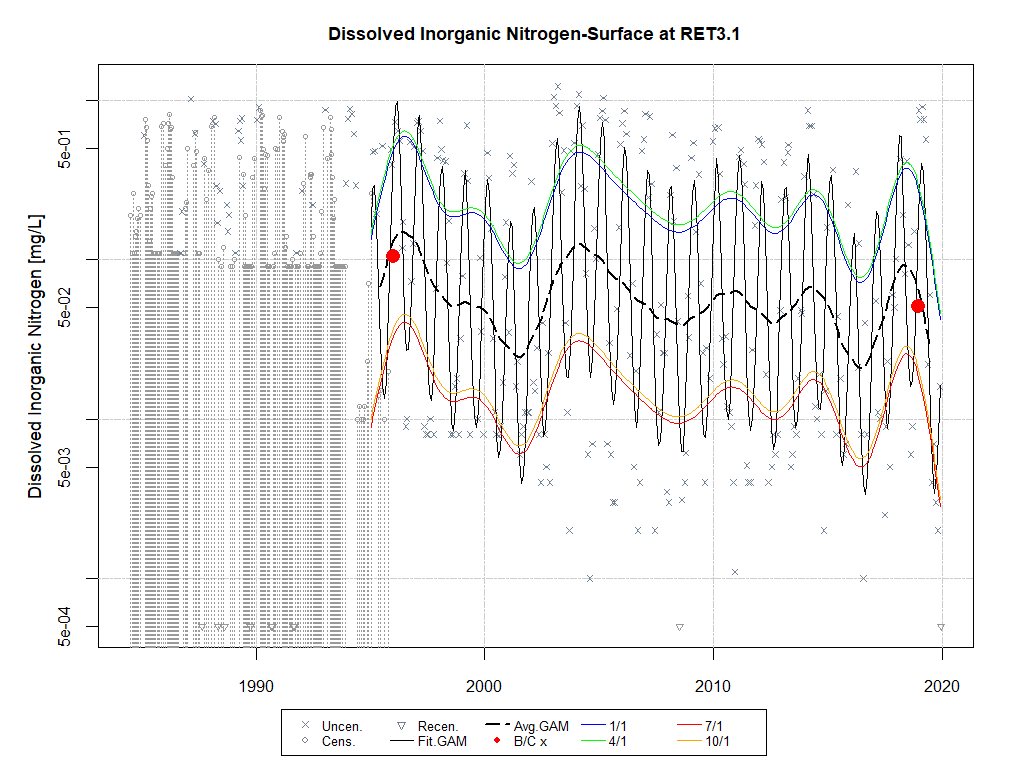 Dissolved Inorganic Nitrogen-Surface at RET3.1
Dissolved Inorganic Nitrogen [mg/L]
5e-01
5e-02
5e-03
5e-04
1990 2000 2010 2020
Uncen. Recen. Avg.GAM 1/1 7/1
Cens. Fit.GAM B/C x 4/1 10/1